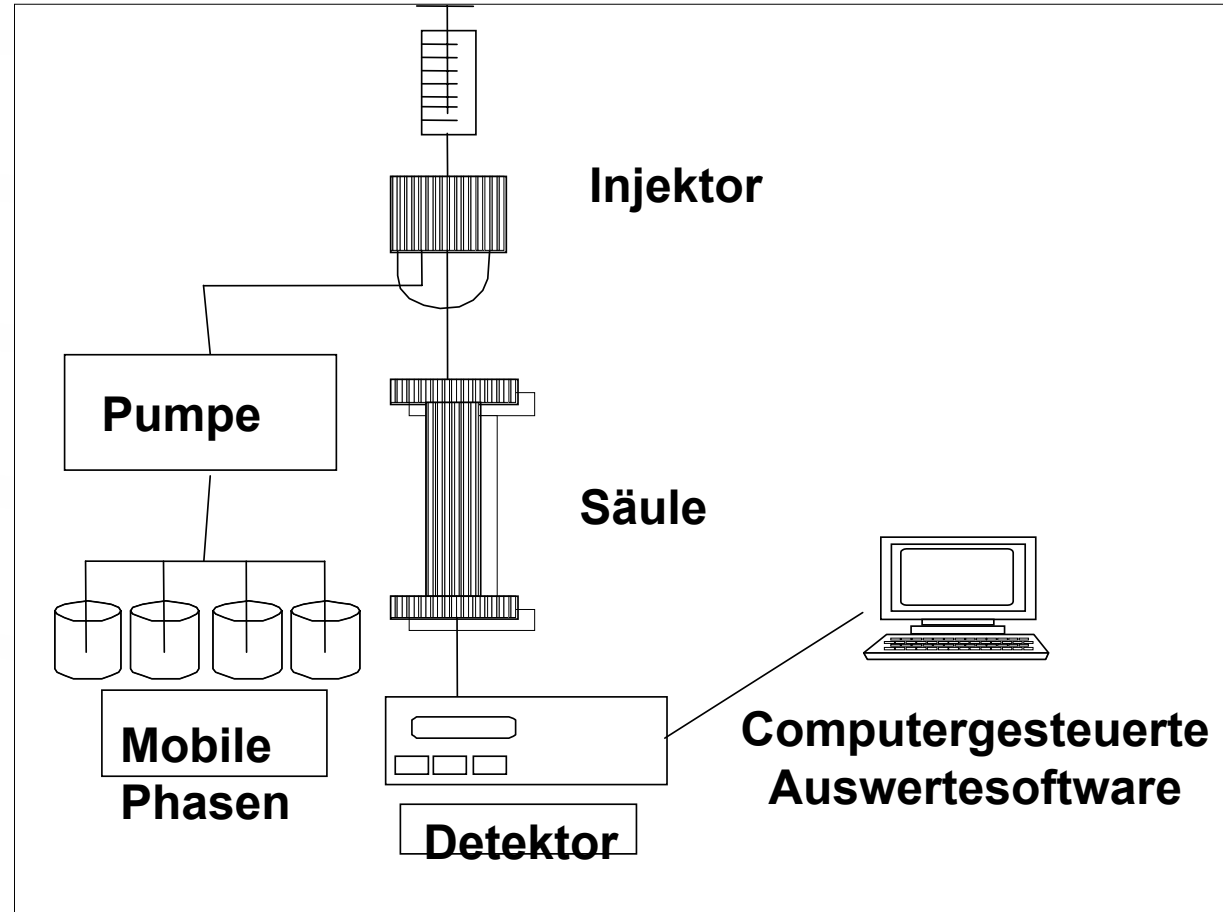 Injektor
Pumpe
Säule
Mobile
Phasen
Detektor
Computergesteuerte
Auswertesoftware